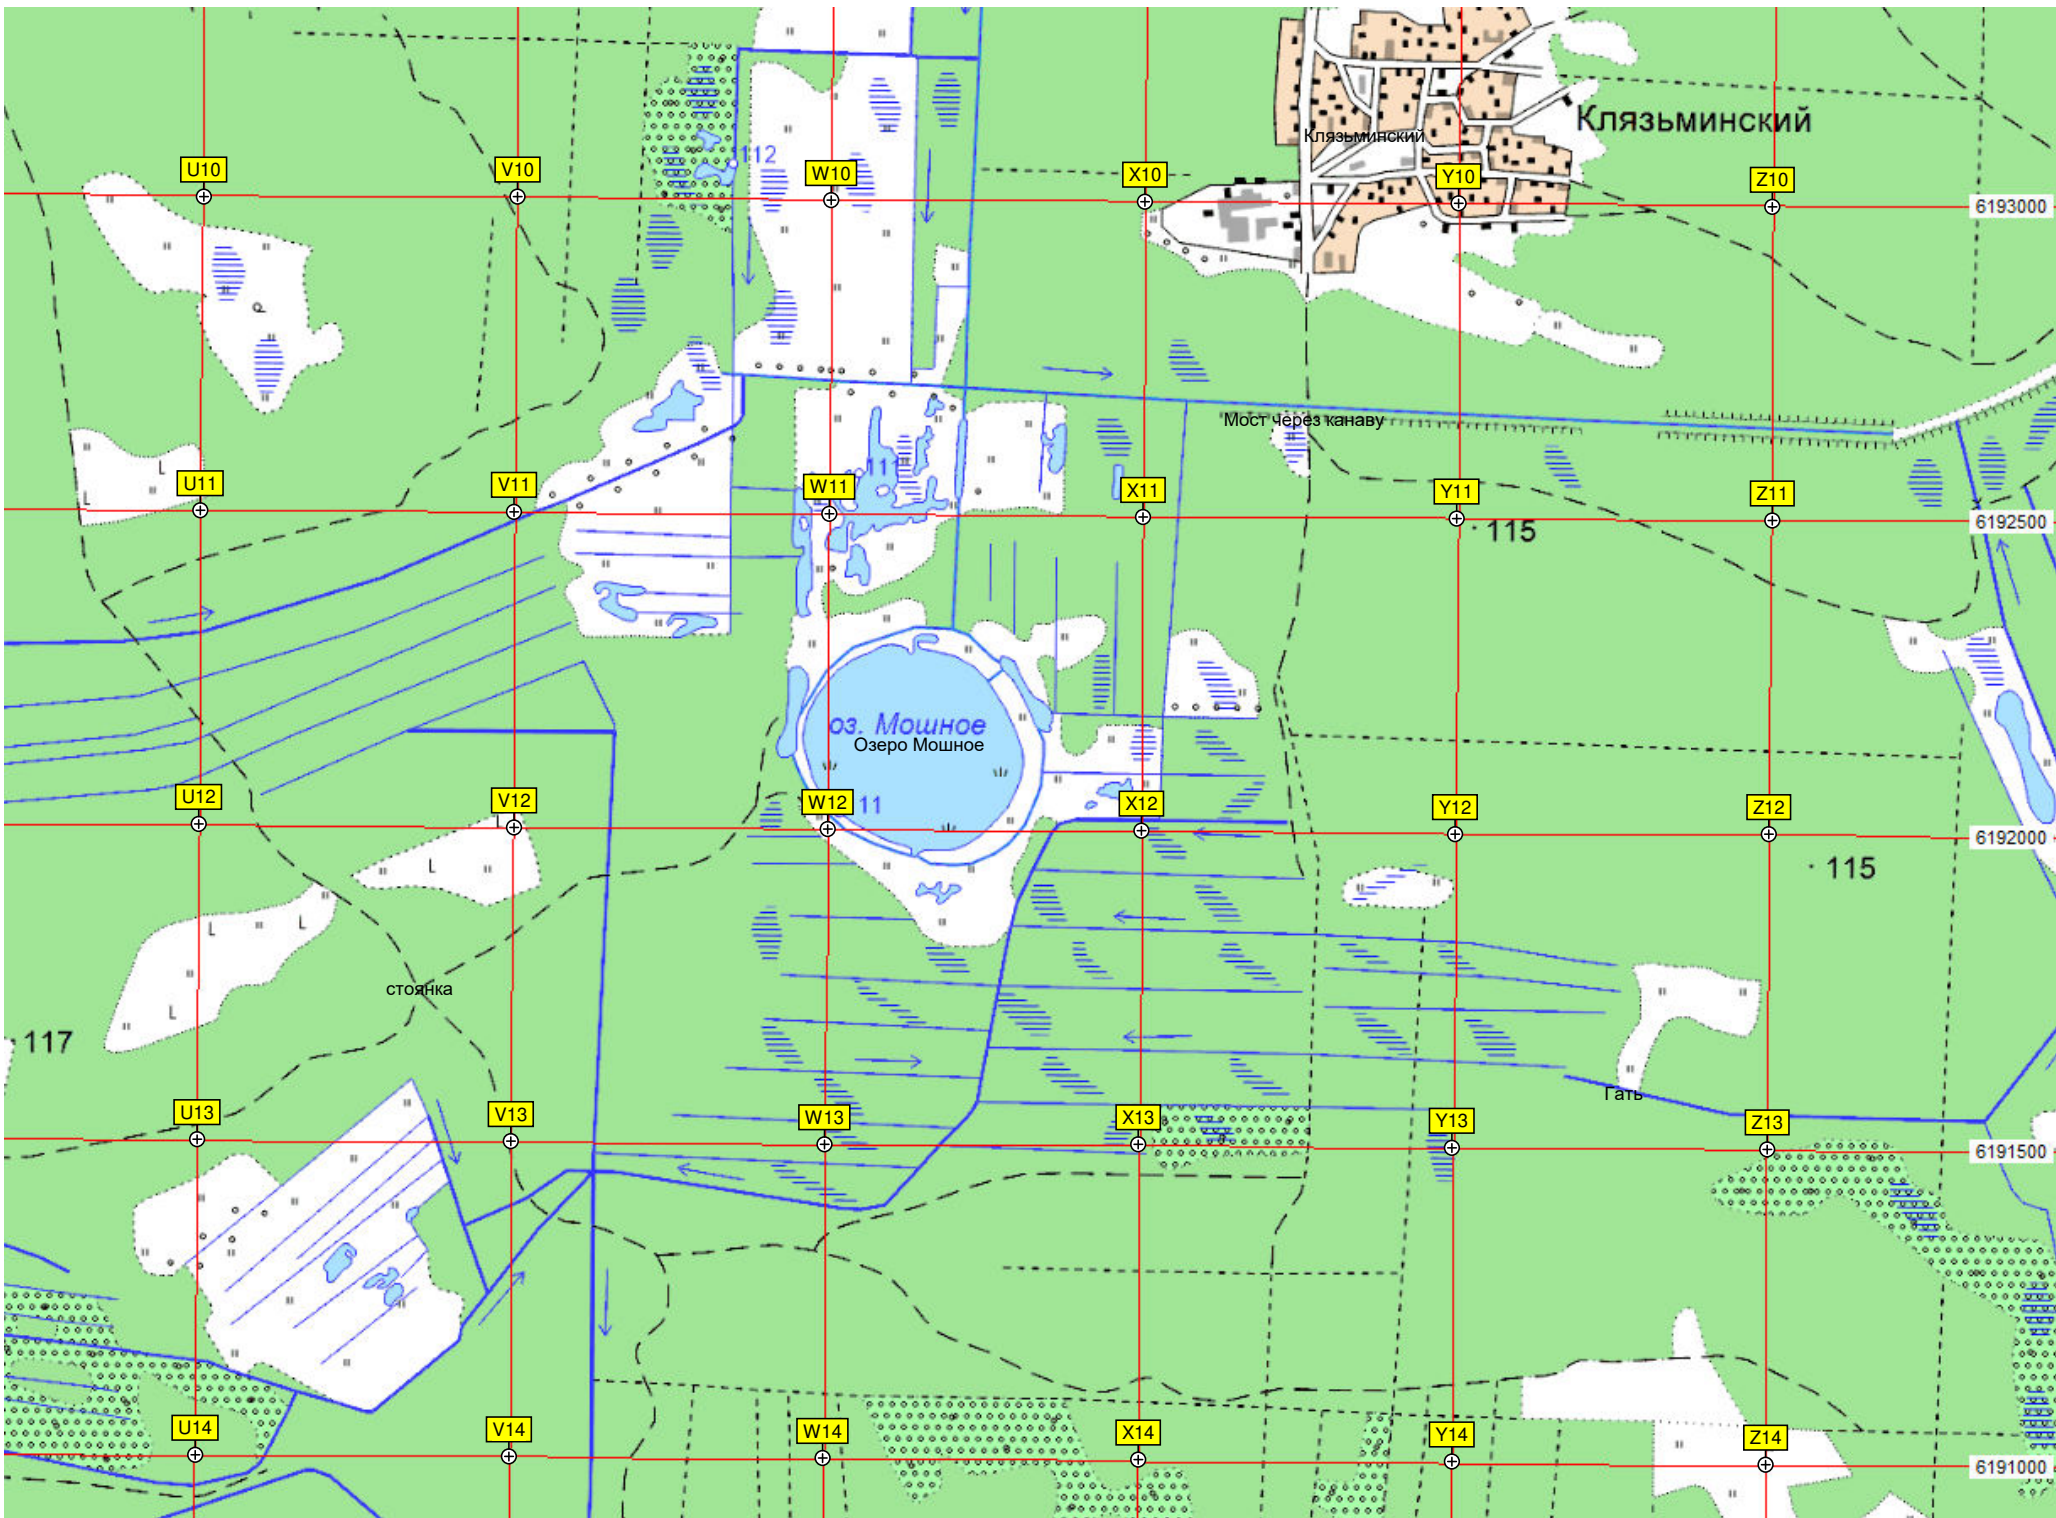 Клязьминский
Клязьминский
112
U10
V10
W10
X10
Y10
Z10
6193000
Мост через канаву
L
L
111
U11
V11
W11
X11
Y11
Z11
6192500
115
оз. Мошное
Озеро Мошное
U12
V12
W12
11
X12
Y12
Z12
6192000
L
L
115
L
L
стоянка
L
117
Гать
U13
V13
W13
X13
Y13
Z13
6191500
U14
V14
W14
X14
Y14
Z14
6191000